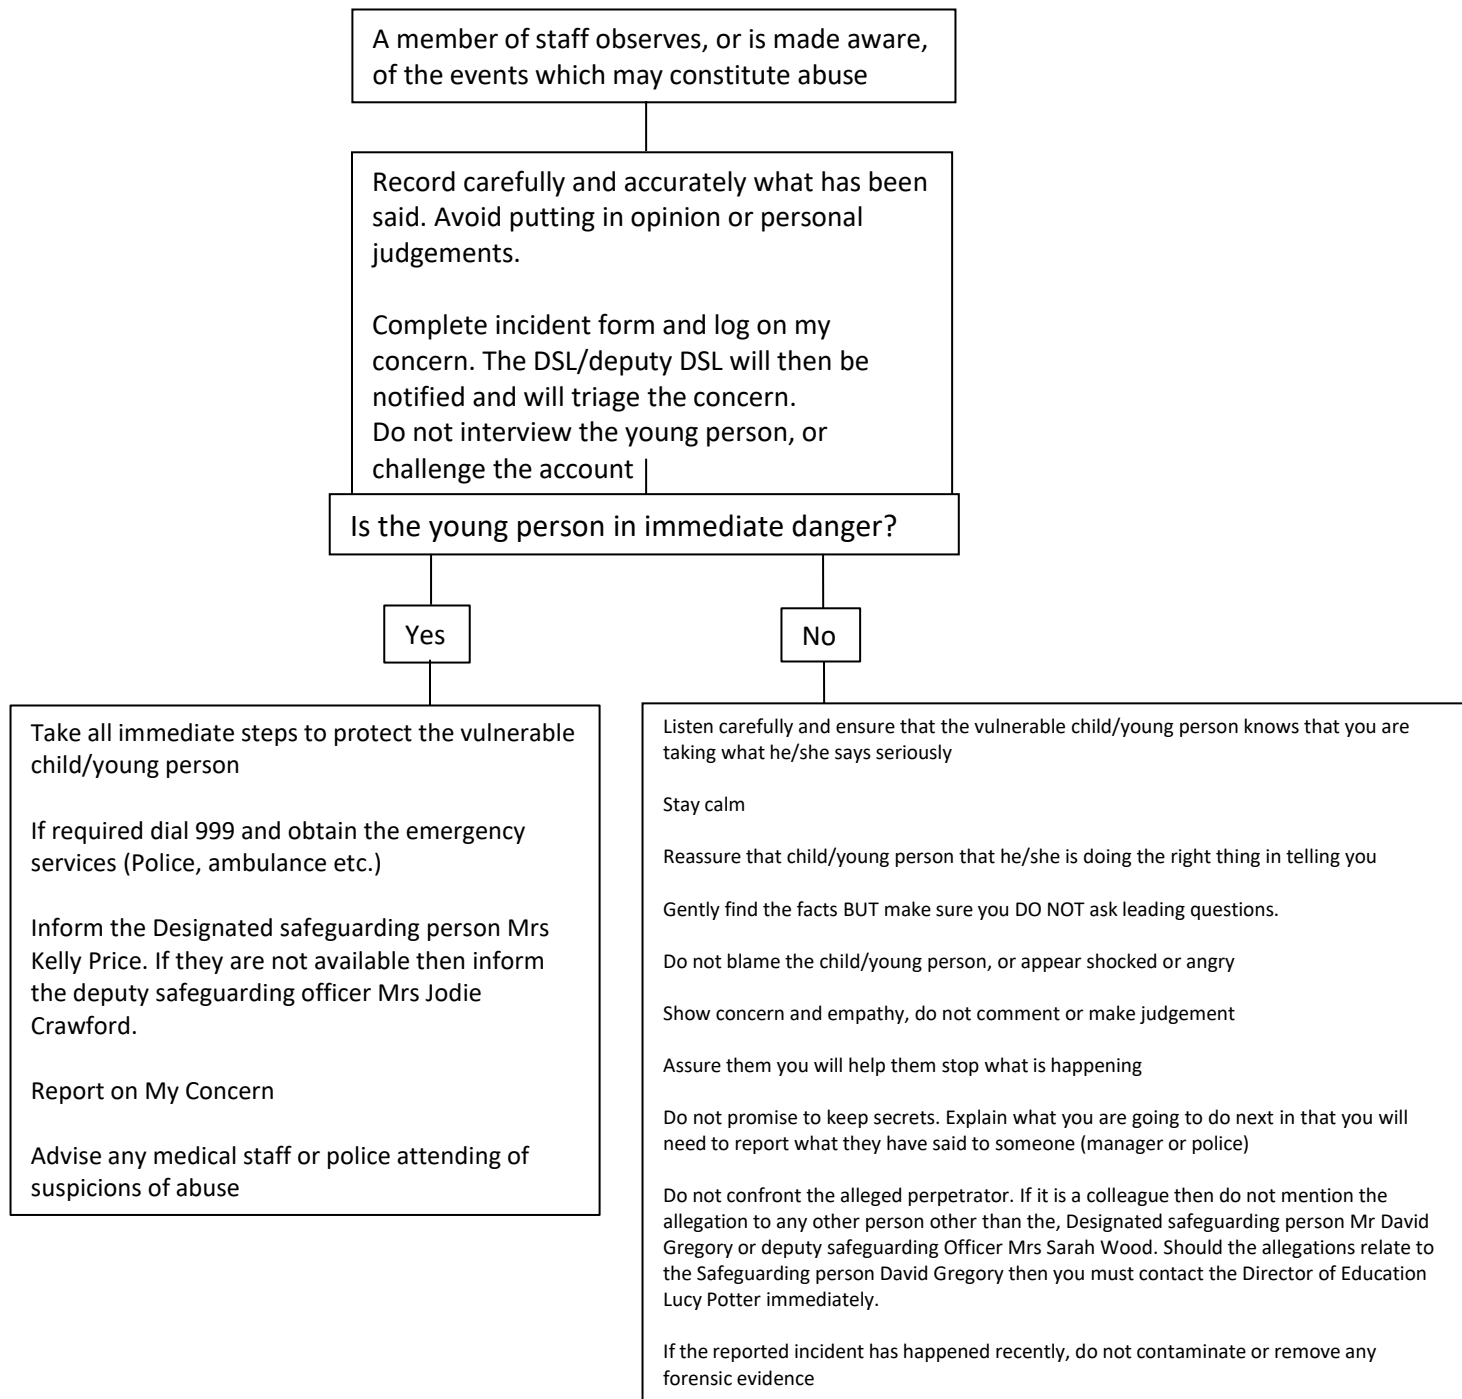 A member of staff observes, or is made aware,
of the events which may constitute abuse
Record carefully and accurately what has been
said. Avoid putting in opinion or personal
judgements.
Complete incident form and log on my
concern. The DSL/deputy DSL will then be
notified and will triage the concern.
Do not interview the young person, or
challenge the account
Is the young person in immediate danger?
Yes
No
Take all immediate steps to protect the vulnerable
child/young person
If required dial 999 and obtain the emergency
services (Police, ambulance etc.)
Inform the Designated safeguarding person Mrs
Kelly Price. If they are not available then inform
the deputy safeguarding officer Mrs Jodie
Crawford.
Report on My Concern
Advise any medical staff or police attending of
suspicions of abuse
Listen carefully and ensure that the vulnerable child/young person knows that you are
taking what he/she says seriously
Stay calm
Reassure that child/young person that he/she is doing the right thing in telling you
Gently find the facts BUT make sure you DO NOT ask leading questions.
Do not blame the child/young person, or appear shocked or angry
Show concern and empathy, do not comment or make judgement
Assure them you will help them stop what is happening
Do not promise to keep secrets. Explain what you are going to do next in that you will
need to report what they have said to someone (manager or police)
Do not confront the alleged perpetrator. If it is a colleague then do not mention the
allegation to any other person other than the, Designated safeguarding person Mr David
Gregory or deputy safeguarding Officer Mrs Sarah Wood. Should the allegations relate to
the Safeguarding person David Gregory then you must contact the Director of Education
Lucy Potter immediately.
If the reported incident has happened recently, do not contaminate or remove any
forensic evidence